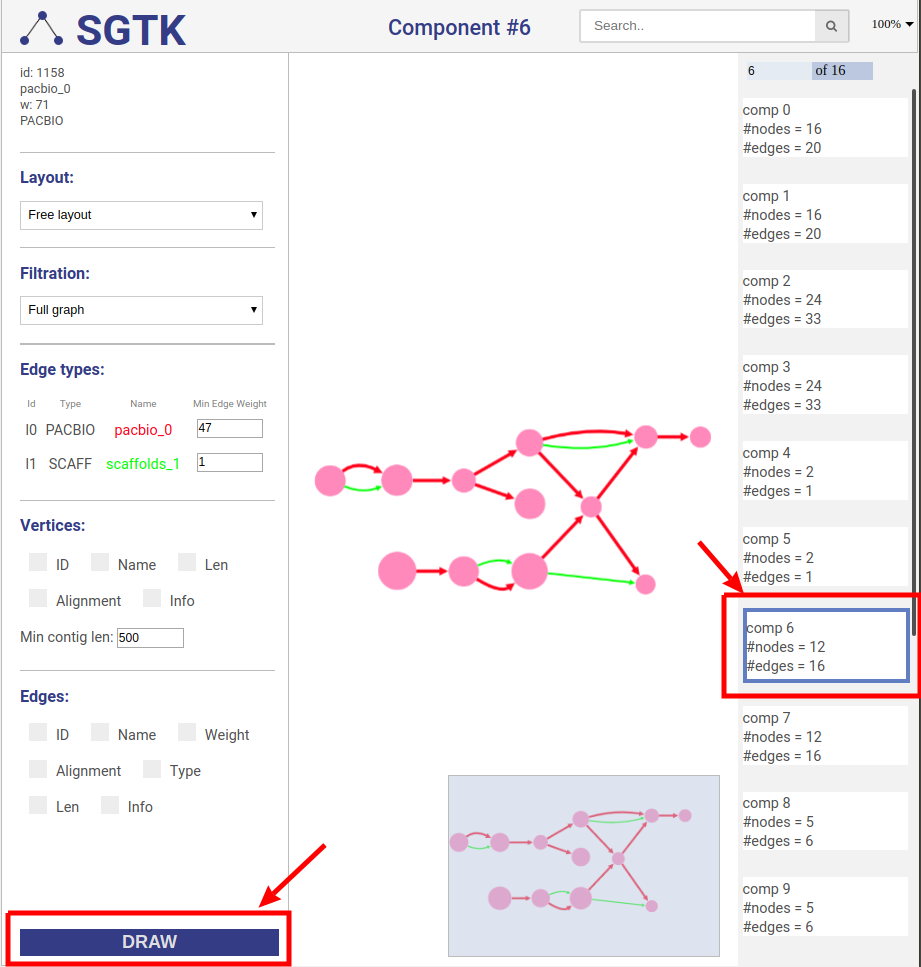 SGTK
Component #6
Search..
100%
id: 1158
pacbio_0
w: 71
PACBIO
Layout:
Free layout
Filtration:
Full graph
Edge types:
Id Type Name Min Edge Weight
I0 PACBIO pacbio_0 47
I1 SCAFF scaffolds_1 1
Vertices:
ID Name Len
Alignment Info
Min contig len: 500
Edges:
ID Name Weight
Alignment Type
Len Info
DRAW
6 of 16
comp 0
#nodes = 16
#edges = 20
comp 1
#nodes = 16
#edges = 20
comp 2
#nodes = 24
#edges = 33
comp 3
#nodes = 24
#edges = 33
comp 4
#nodes = 2
#edges = 1
comp 5
#nodes = 2
#edges = 1
comp 6
#nodes = 12
#edges = 16
comp 7
#nodes = 12
#edges = 16
comp 8
#nodes = 5
#edges = 6
comp 9
#nodes = 5
#edges = 6